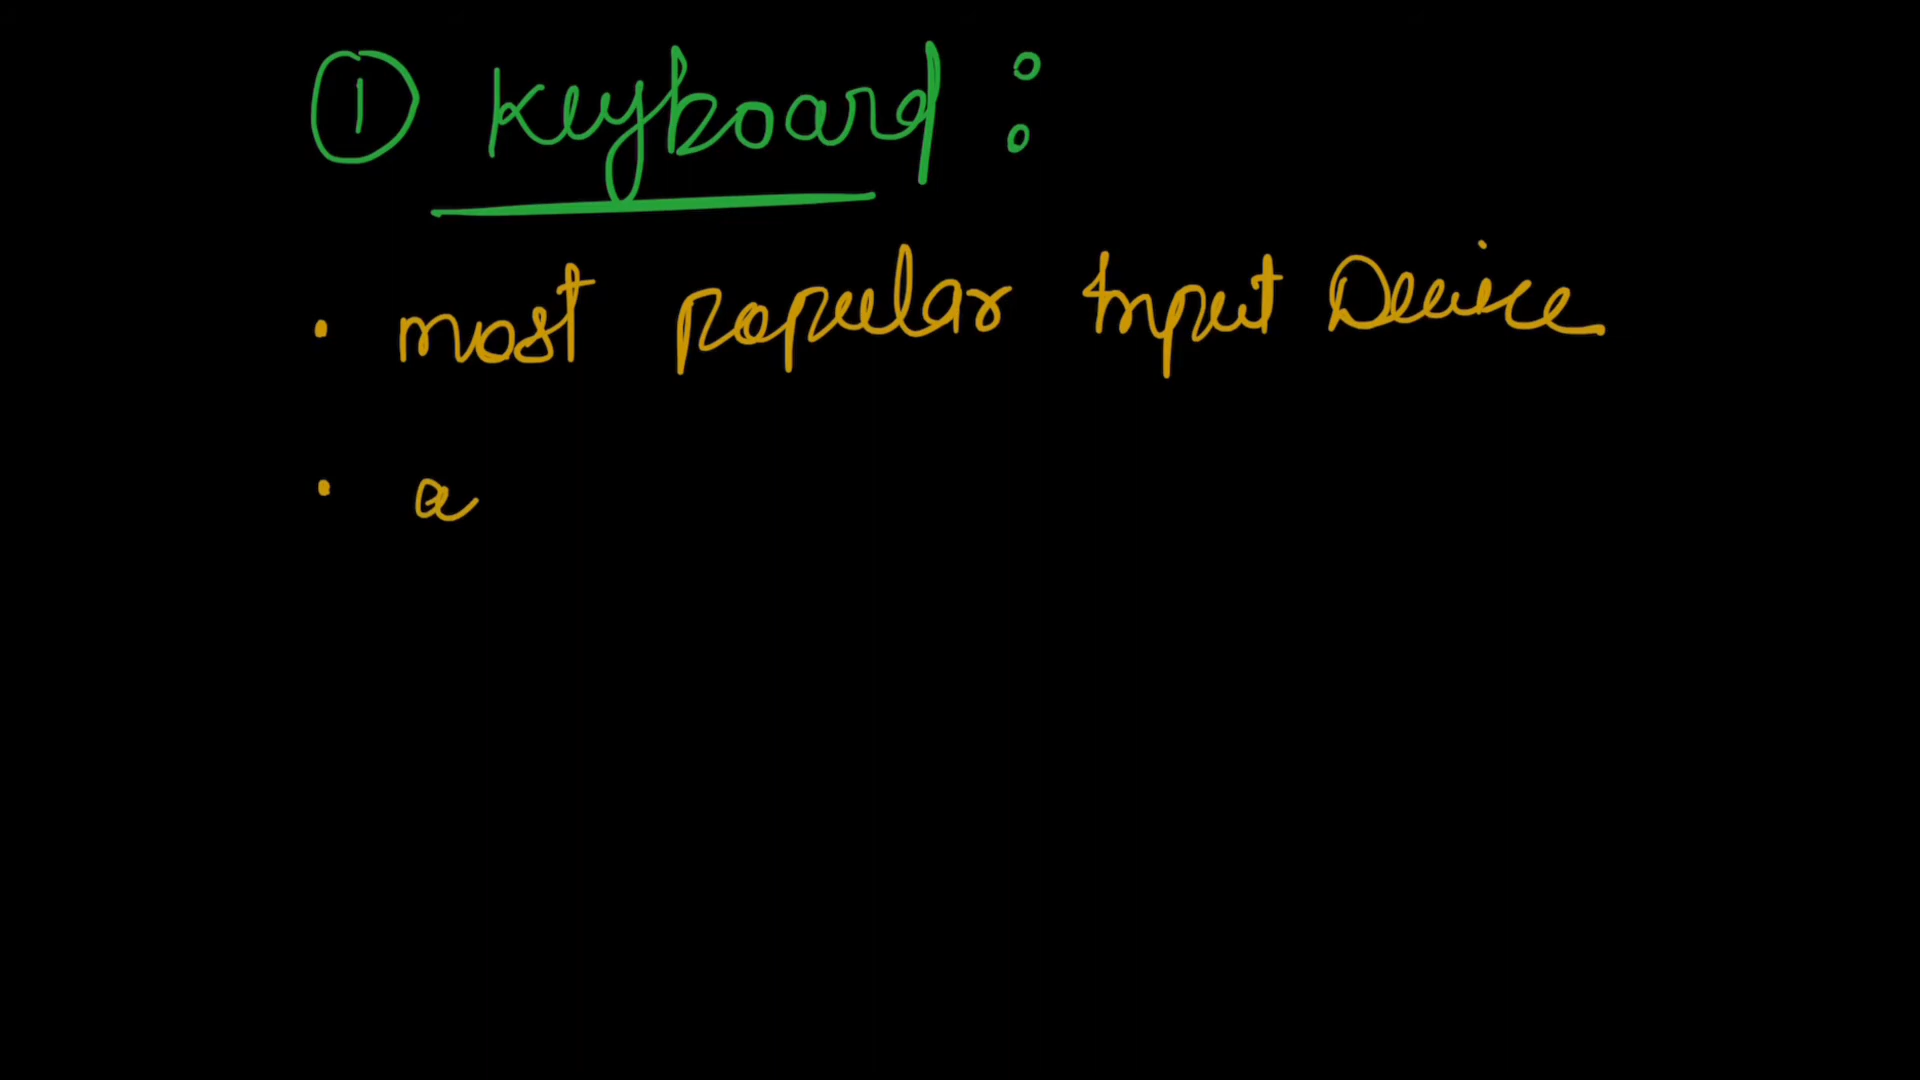 ① Keyboard :
• most popular Input Device
• a